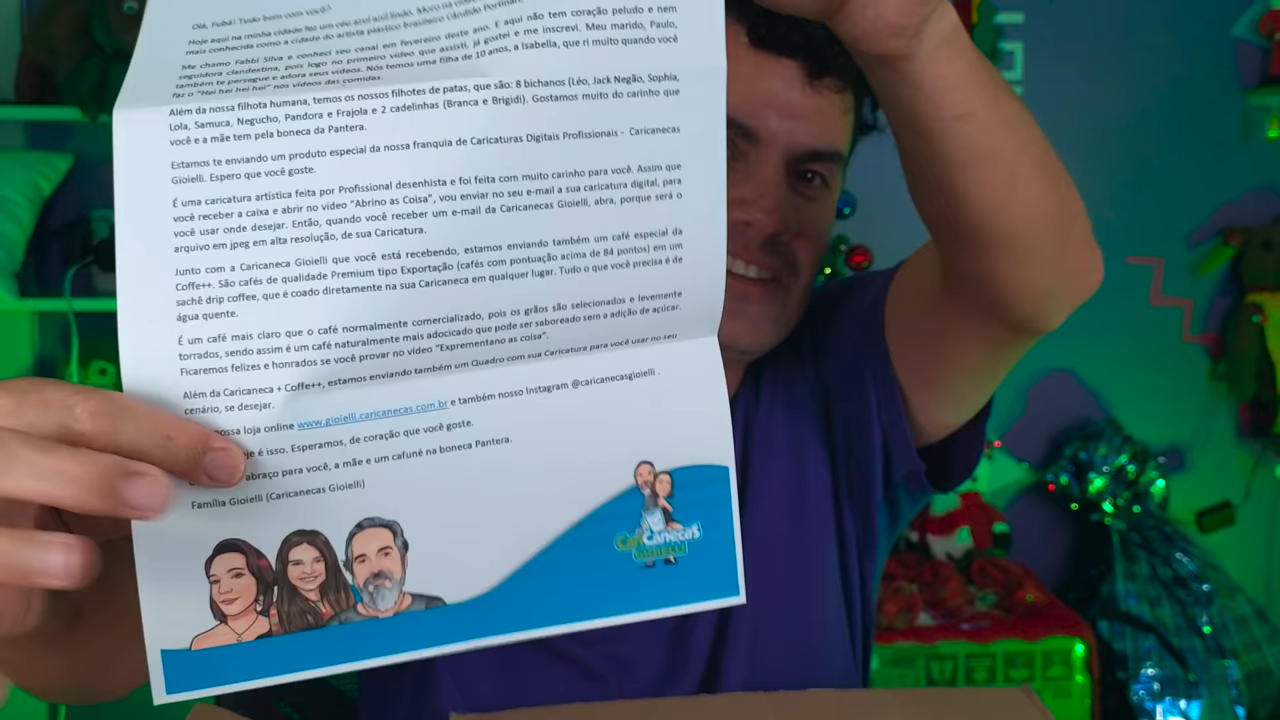 Olá, Fubá! Tudo bem com você?
Hoje aqui na minha cidade fez um céu azul azul lindo. Moro na
mais conhecida como a cidade do artista plástico brasileiro Cândido Portinari.
Me chamo Fabbi Silva e conheci seu canal em fevereiro deste ano. E aqui não tem coração peludo e nem
seguidora clandestina, pois logo no primeiro vídeo que assisti, já gostei e me inscrevi. Meu marido, Paulo,
também te persegue e adora seus vídeos. Nós temos uma filha de 10 anos, a Isabella, que ri muito quando você
faz o "Hei hei hei hei" nos vídeos das comidas.
Além da nossa filhota humana, temos os nossos filhotes de patas, que são: 8 bichanos (Léo, Jack Negão, Sophia,
Lola, Samuca, Negucho, Pandora e Frajola e 2 cadelinhas (Branca e Brigidi). Gostamos muito do carinho que
você e a mãe tem pela boneca da Pantera.
Estamos te enviando um produto especial da nossa franquia de Caricaturas Digitais Profissionais - Caricanecas
Gioielli. Espero que você goste.
É uma caricatura artística feita por Profissional desenhista e foi feita com muito carinho para você. Assim que
você receber a caixa e abrir no vídeo "Abrino as Coisa", vou enviar no seu e-mail a sua caricatura digital, para
você usar onde desejar. Então, quando você receber um e-mail da Caricanecas Gioielli, abra, porque será o
arquivo em jpeg em alta resolução, de sua Caricatura.
Junto com a Caricaneca Gioielli que você está recebendo, estamos enviando também um café especial da
Coffe++. São cafés de qualidade Premium tipo Exportação (cafés com pontuação acima de 84 pontos) em um
sachê drip coffee, que é coado diretamente na sua Caricaneca em qualquer lugar. Tudo o que você precisa é de
água quente.
É um café mais claro que o café normalmente comercializado, pois os grãos são selecionados e levemente
torrados, sendo assim é um café naturalmente mais adocicado que pode ser saboreado sem a adição de açúcar.
Ficaremos felizes e honrados se você provar no vídeo "Exprementano as coisa".
Além da Caricaneca + Coffe++, estamos enviando também um Quadro com sua Caricatura para você usar no seu
cenário, se desejar.
nossa loja online www.gioielli.caricanecas.com.br e também nosso Instagram @caricanecasgioielli .
é isso. Esperamos, de coração que você goste.
abraço para você, a mãe e um cafuné na boneca Pantera.
Família Gioielli (Caricanecas Gioielli)
CariCanecas
GIOIELLI